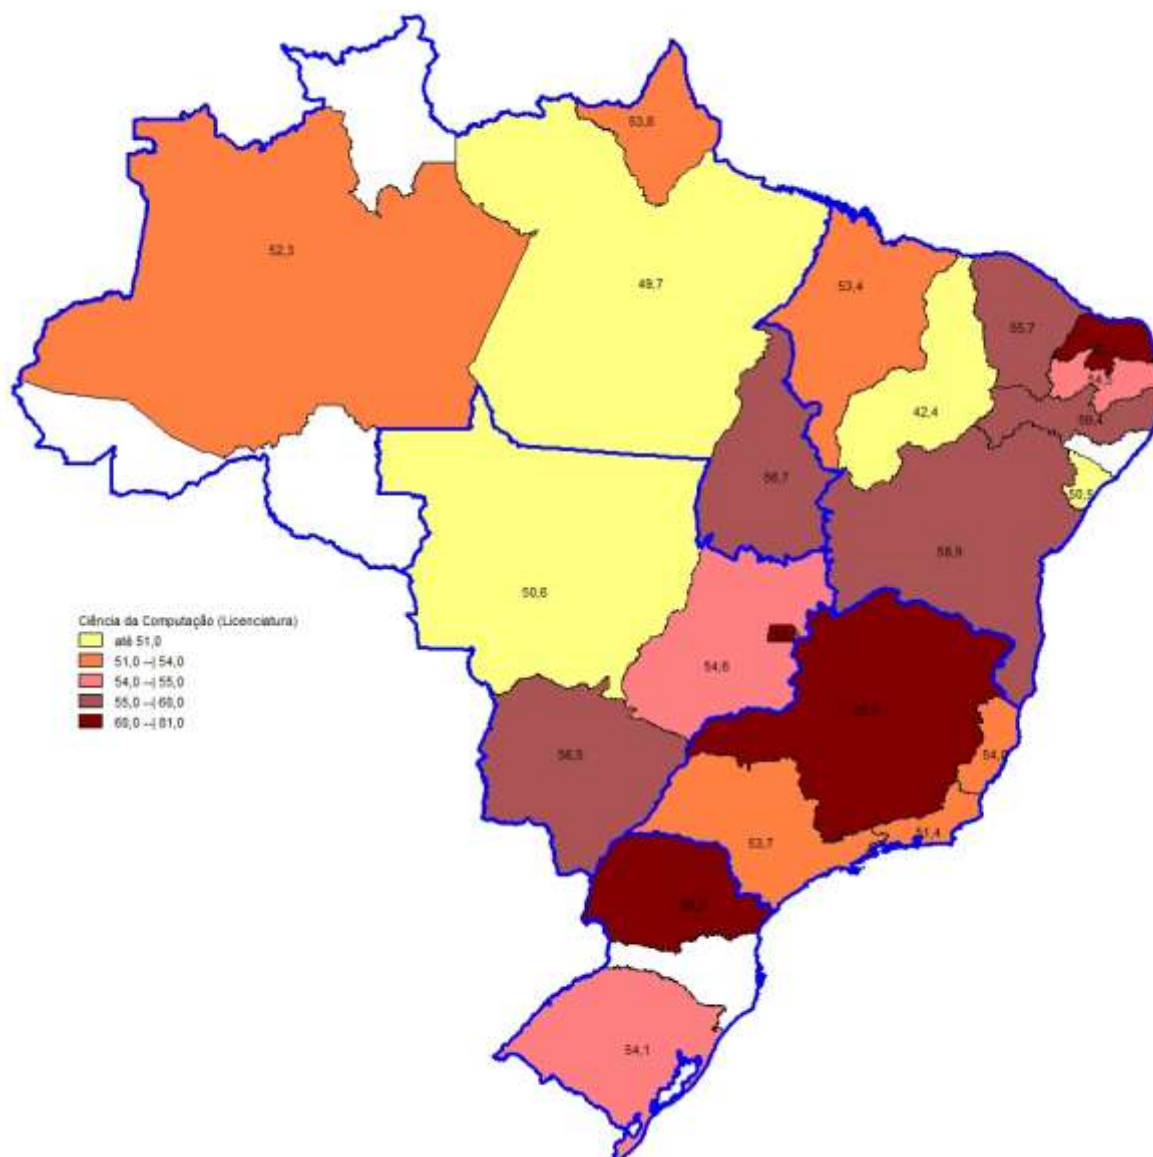 53,8
52,3
49,7
53,4
55,7
42,4
56,7
50,5
58,9
50,6
Ciência da Computação (Licenciatura)
até 51,0
51,0 --| 54,0
54,0 --| 55,0
55,0 --| 60,0
60,0 --| 81,0
54,6
56,5
54,0
51,4
53,7
54,1